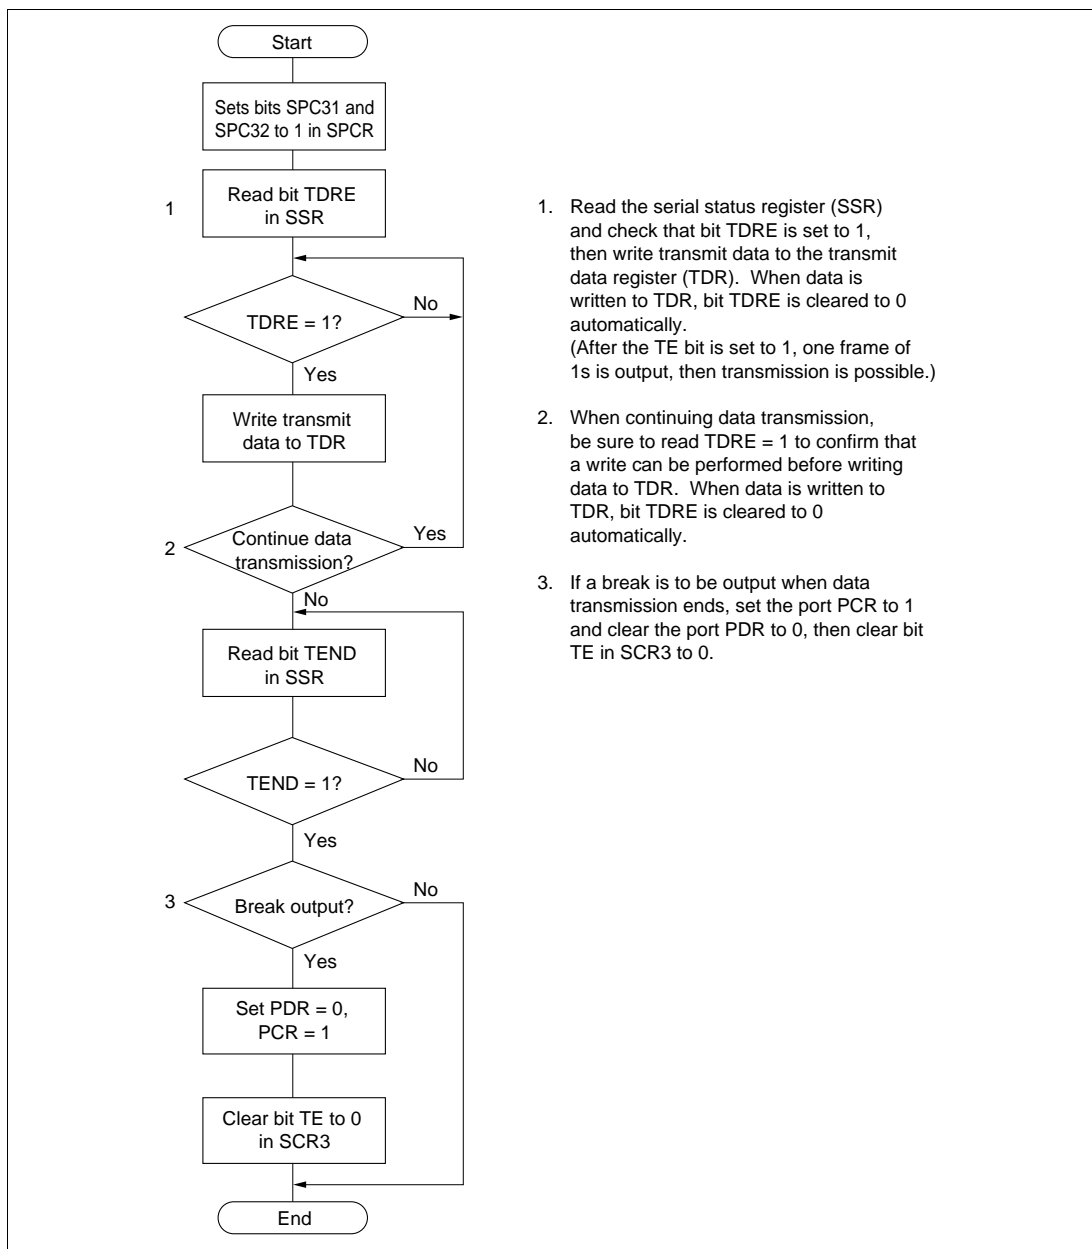 Start
Sets bits SPC31 and
SPC32 to 1 in SPCR
1
Read bit TDRE
in SSR
TDRE = 1?
No
Yes
Write transmit
data to TDR
2
Continue data
transmission?
Yes
No
Read bit TEND
in SSR
TEND = 1?
No
Yes
3
Break output?
No
Yes
Set PDR = 0,
PCR = 1
Clear bit TE to 0
in SCR3
End
1. Read the serial status register (SSR)
and check that bit TDRE is set to 1,
then write transmit data to the transmit
data register (TDR). When data is
written to TDR, bit TDRE is cleared to 0
automatically.
(After the TE bit is set to 1, one frame of
1s is output, then transmission is possible.)
2. When continuing data transmission,
be sure to read TDRE = 1 to confirm that
a write can be performed before writing
data to TDR. When data is written to
TDR, bit TDRE is cleared to 0
automatically.
3. If a break is to be output when data
transmission ends, set the port PCR to 1
and clear the port PDR to 0, then clear bit
TE in SCR3 to 0.